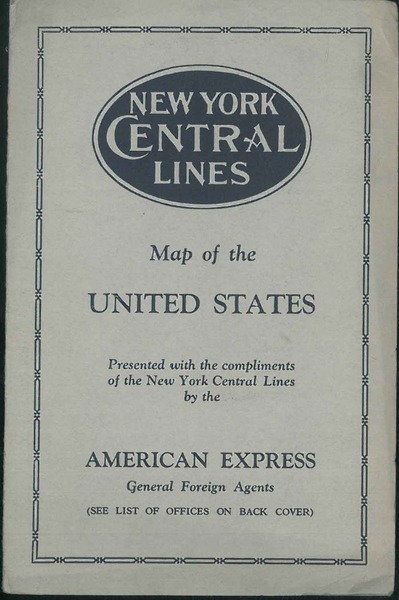 NEW YORK
CENTRAL
LINES
Map of the
UNITED STATES
Presented with the compliments
of the New York Central Lines
by the
AMERICAN EXPRESS
General Foreign Agents
(SEE LIST OF OFFICES ON BACK COVER)